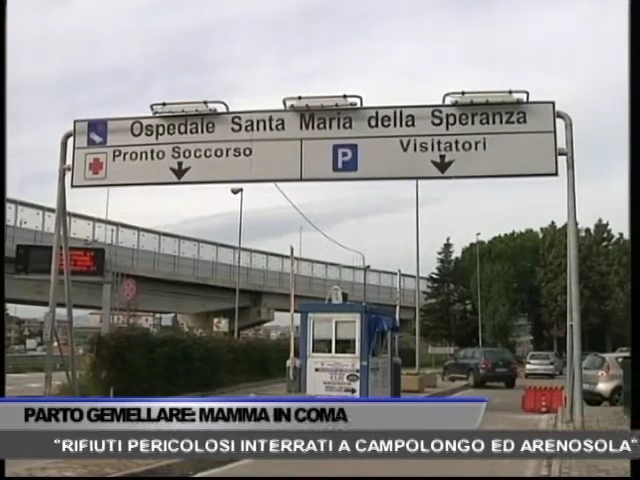 Ospedale Santa Maria della Speranza
Pronto Soccorso
P
Visitatori
PARTO GEMELLARE: MAMMA IN COMA
"RIFIUTI PERICOLOSI INTERRATI A CAMPOLONGO ED ARENOSOLA"